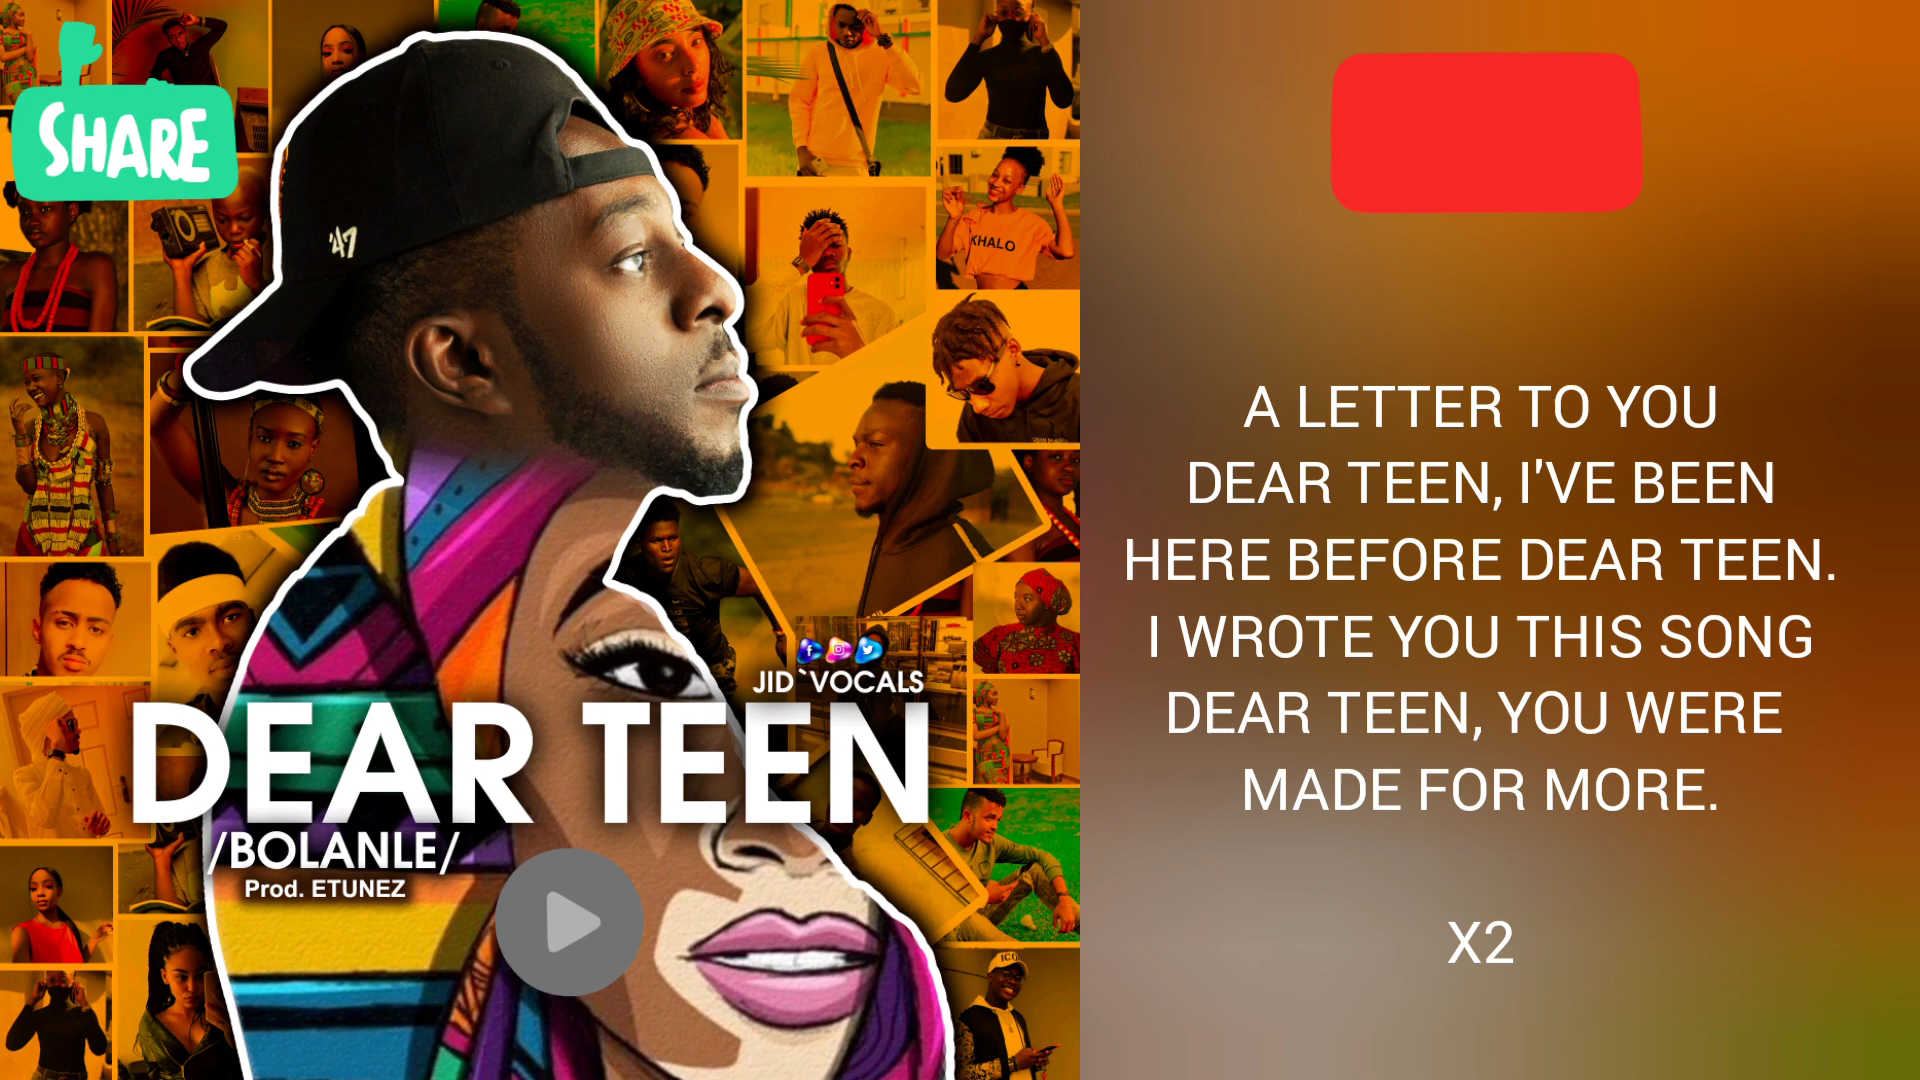 SHARE
'47
KHALO
ICO
JID`VOCALS
DEAR TEEN
/BOLANLE/
Prod. ETUNEZ
A LETTER TO YOU
DEAR TEEN, I'VE BEEN
HERE BEFORE DEAR TEEN.
I WROTE YOU THIS SONG
DEAR TEEN, YOU WERE
MADE FOR MORE.
X2